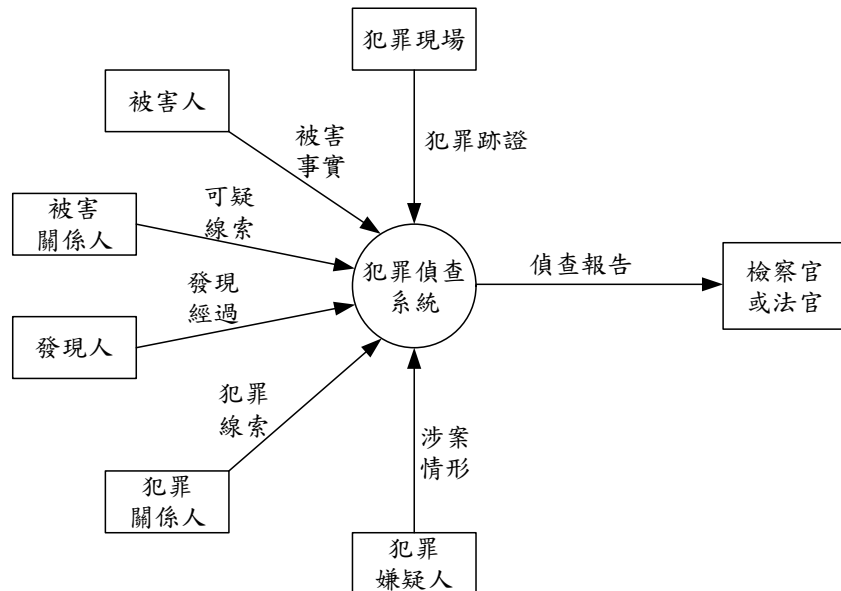 犯罪現場
被害人
被害
事實
犯罪跡證
可疑
線索
被害
關係人
犯罪偵查
系統
偵查報告
檢察官
或法官
發現
經過
發現人
犯罪
線索
涉案
情形
犯罪
關係人
犯罪
嫌疑人